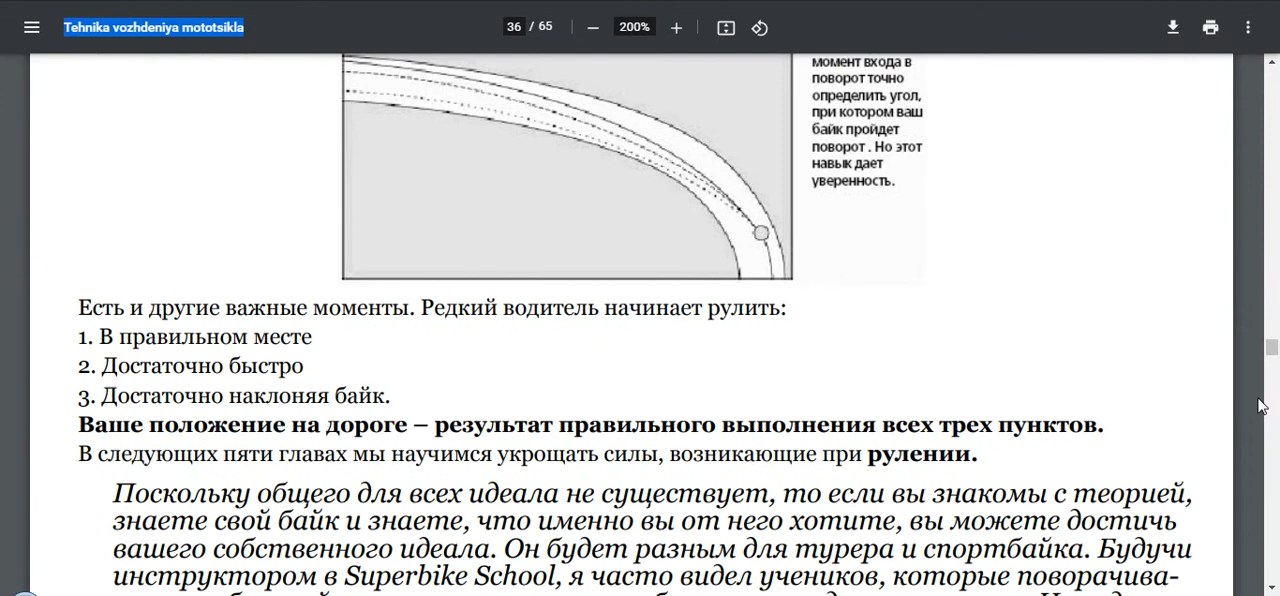 Tehnika vozhdeniya mototsikla
36 / 65
200%
момент входа в
поворот точно
определить угол,
при котором ваш
байк пройдет
поворот . Но этот
навык дает
уверенность.
Есть и другие важные моменты. Редкий водитель начинает рулить:
1. В правильном месте
2. Достаточно быстро
3. Достаточно наклоняя байк.
Ваше положение на дороге – результат правильного выполнения всех трех пунктов.
В следующих пяти главах мы научимся укрощать силы, возникающие при рулении.
Поскольку общего для всех идеала не существует, то если вы знакомы с теорией,
знаете свой байк и знаете, что именно вы от него хотите, вы можете достичь
вашего собственного идеала. Он будет разным для турера и спортбайка. Будучи
инструктором в Superbike School, я часто видел учеников, которые поворачива-